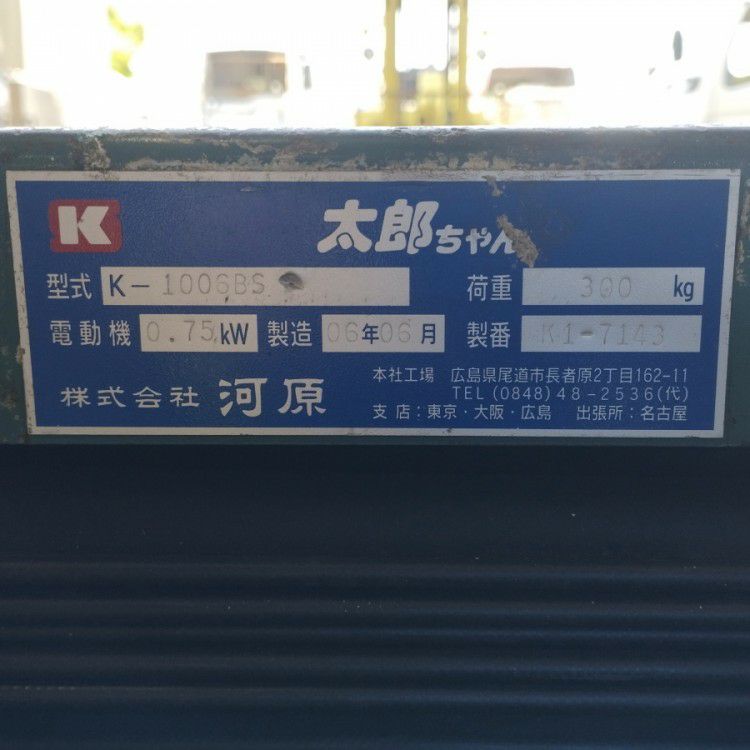 K 太郎ちゃん
型式 K-1006BS 荷重 300 kg
電動機 0.75kW 製造 06年06月 製番 K1-7143
株式会社 河原
本社工場 広島県尾道市長者原2丁目162-11
TEL(0848)48-2536(代)
支店:東京・大阪・広島 出張所:名古屋